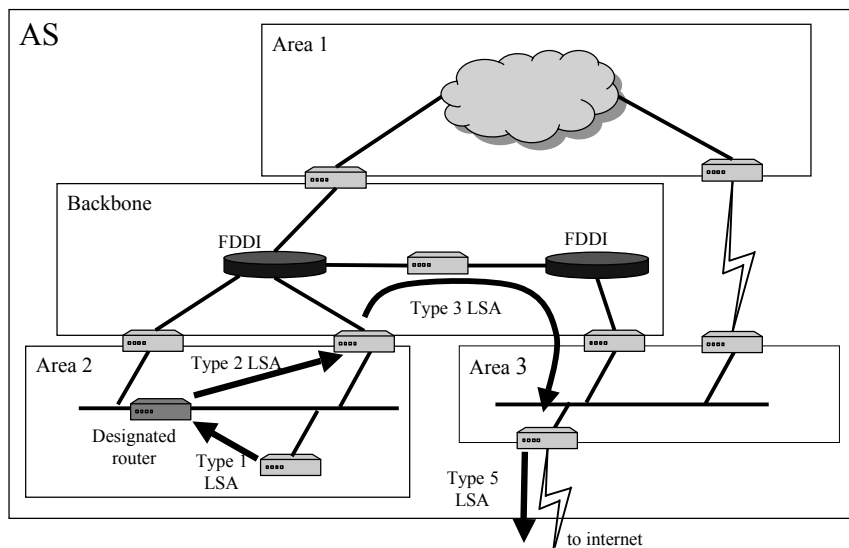 AS
Area 1
Backbone
FDDI
FDDI
Type 3 LSA
Area 2
Type 2 LSA
Area 3
Designated
router
Type 1
LSA
Type 5
LSA
to internet